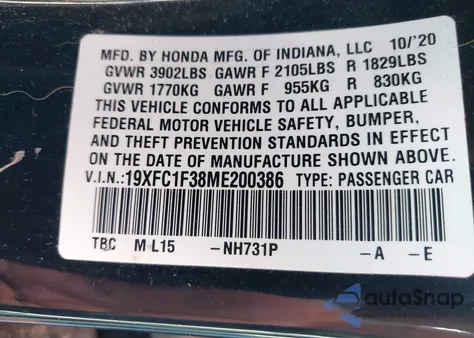 MFD. BY HONDA MFG. OF INDIANA, LLC 10/'20
GVWR 3902LBS GAWR F 2105LBS R 1829LBS
GVWR 1770KG GAWR F 955KG R 830KG
THIS VEHICLE CONFORMS TO ALL APPLICABLE
FEDERAL MOTOR VEHICLE SAFETY, BUMPER,
AND THEFT PREVENTION STANDARDS IN EFFECT
ON THE DATE OF MANUFACTURE SHOWN ABOVE.
V.I.N.:19XFC1F38ME200386 TYPE: PASSENGER CAR
TBC M L15 -NH731P -A -E
autoSnap